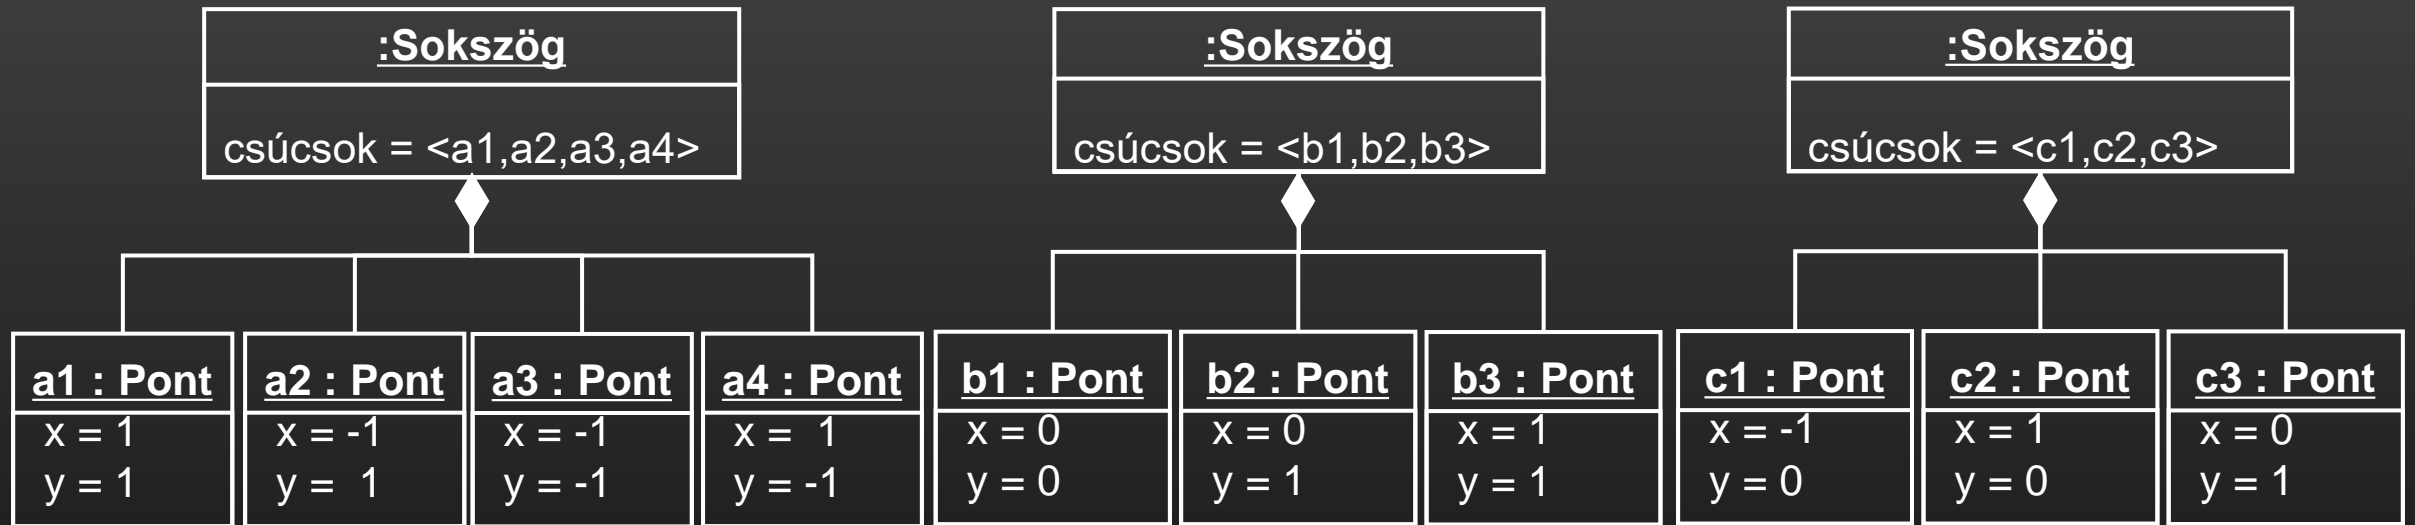 :Sokszög
csúcsok = <a1,a2,a3,a4>
:Sokszög
csúcsok = <b1,b2,b3>
:Sokszög
csúcsok = <c1,c2,c3>
a1 : Pont
x = 1
y = 1
a2 : Pont
x = -1
y =  1
a3 : Pont
x = -1
y = -1
a4 : Pont
x =  1
y = -1
b1 : Pont
x = 0
y = 0
b2 : Pont
x = 0
y = 1
b3 : Pont
x = 1
y = 1
c1 : Pont
x = -1
y = 0
c2 : Pont
x = 1
y = 0
c3 : Pont
x = 0
y = 1